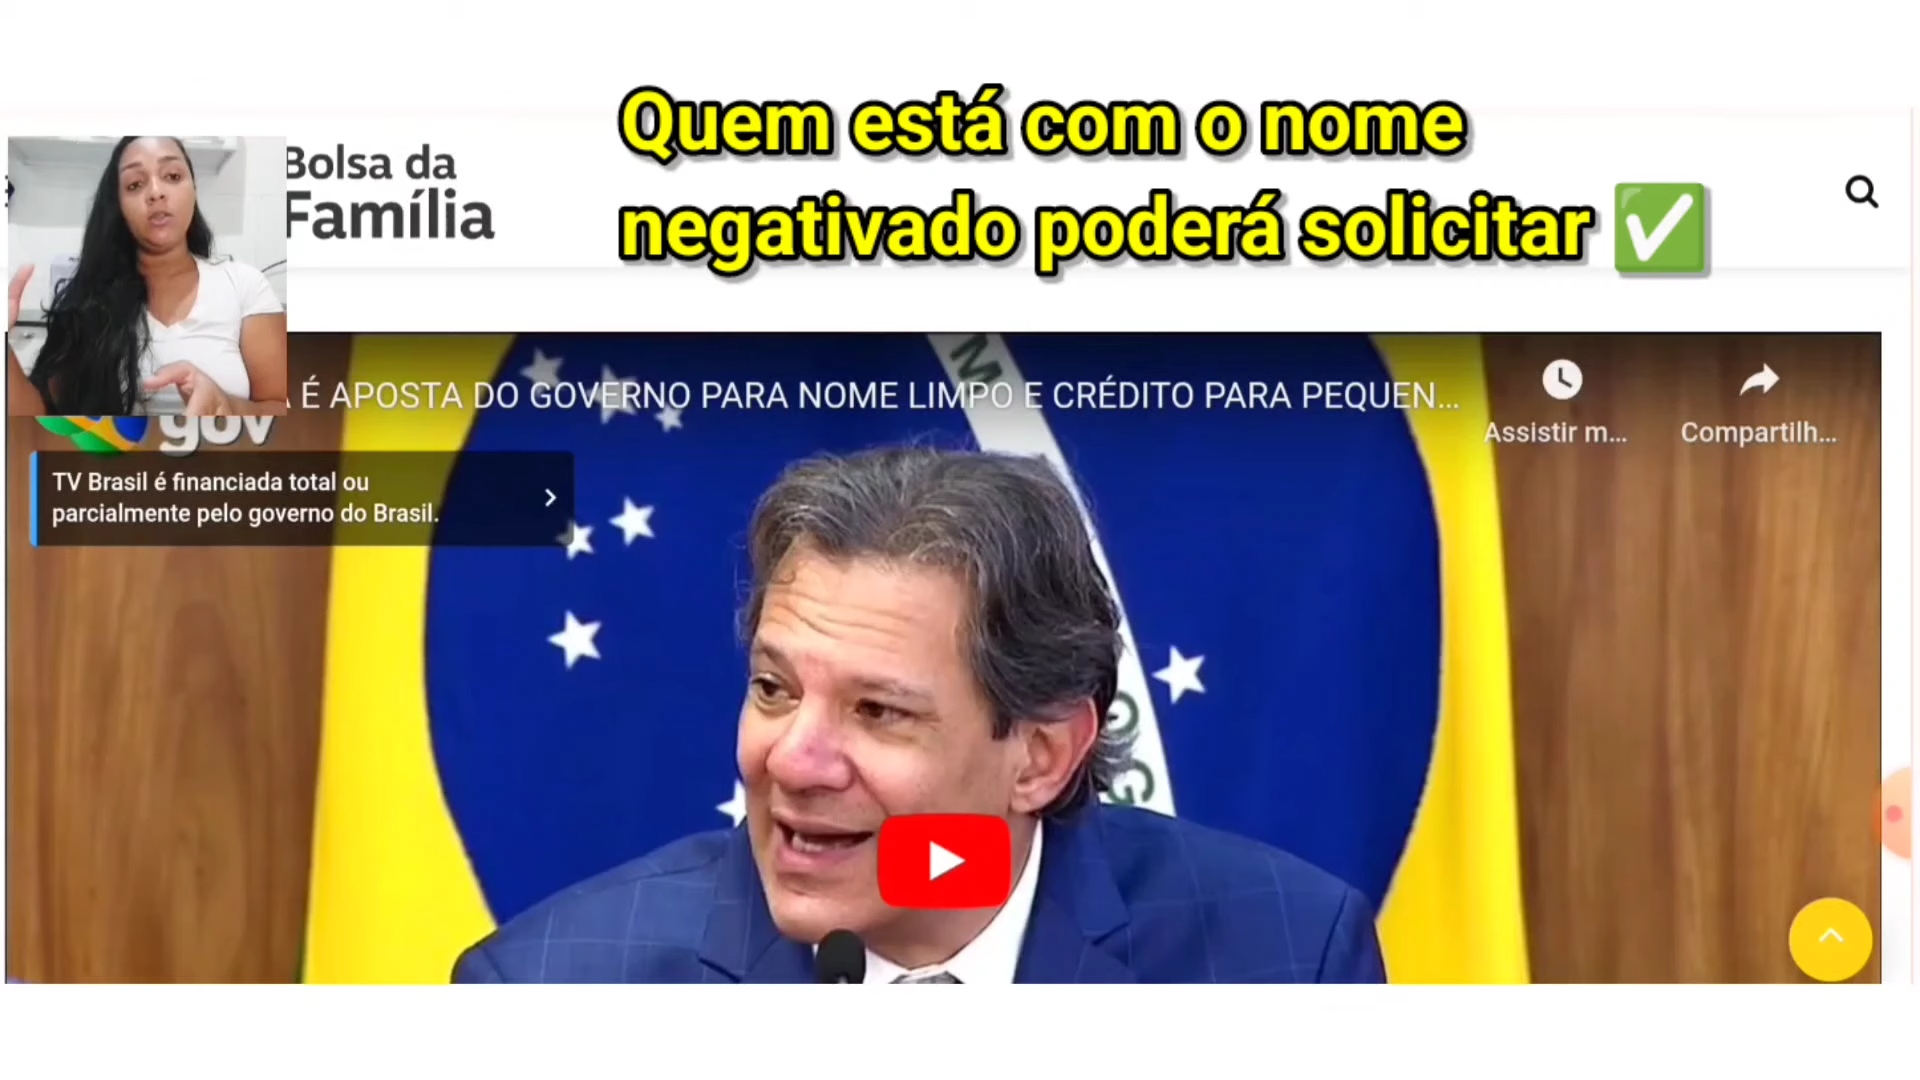 Quem está com o nome
negativado poderá solicitar ✅
Bolsa da
Família
É APOSTA DO GOVERNO PARA NOME LIMPO E CRÉDITO PARA PEQUEN...
Assistir m...
Compartilh...
gov
TV Brasil é financiada total ou
parcialmente pelo governo do Brasil.